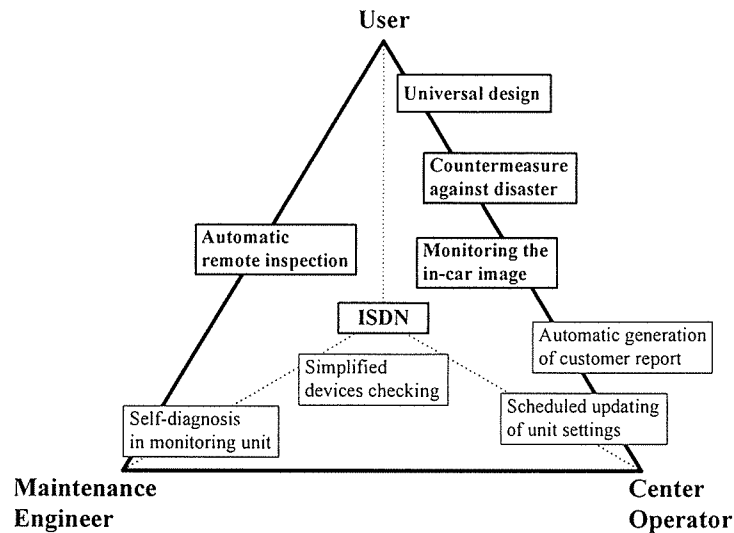 User
Universal design
Countermeasure
against disaster
Automatic
remote inspection
Monitoring the
in-car image
ISDN
Automatic generation
of customer report
Simplified
devices checking
Self-diagnosis
in monitoring unit
Scheduled updating
of unit settings
Maintenance
Engineer
Center
Operator